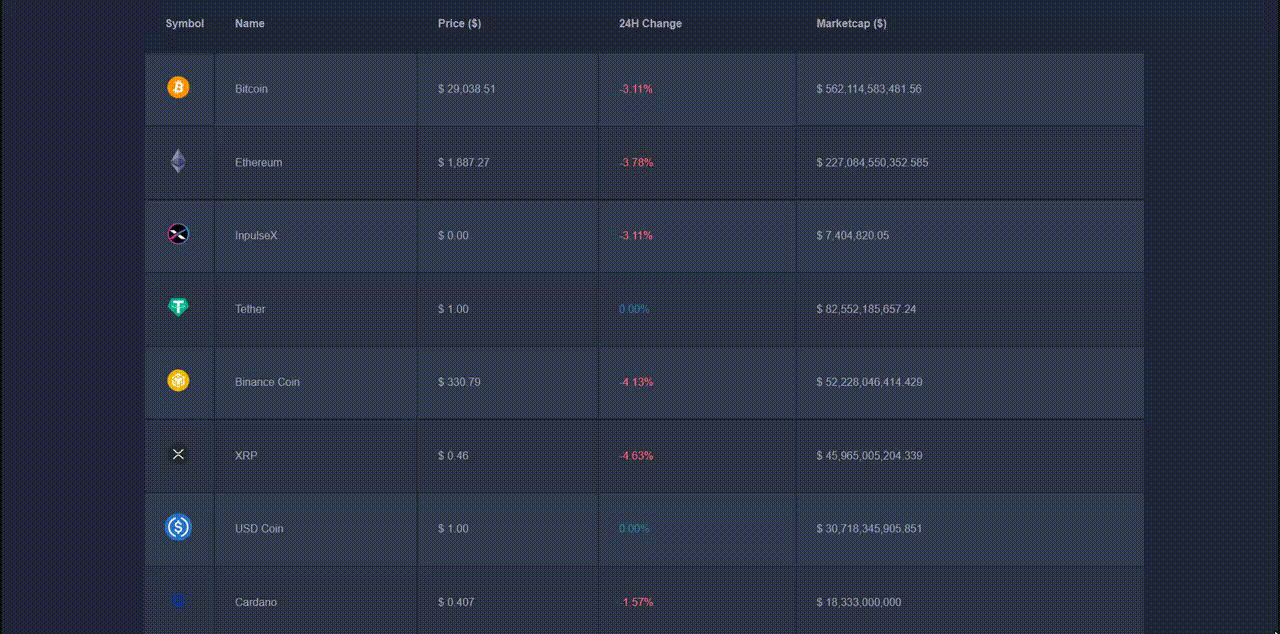 Symbol Name Price ($) 24H Change Marketcap ($)
Bitcoin $ 29,038.51 -3.11% $ 562,114,583,481.56
Ethereum $ 1,887.27 -3.78% $ 227,084,550,352.585
InpulseX $ 0.00 -3.11% $ 7,404,820.05
Tether $ 1.00 0.00% $ 82,552,185,657.24
Binance Coin $ 330.79 -4.13% $ 52,228,046,414.429
XRP $ 0.46 -4.63% $ 45,965,005,204.339
USD Coin $ 1.00 0.00% $ 30,718,345,905.851
Cardano $ 0.407 -1.57% $ 18,333,000,000